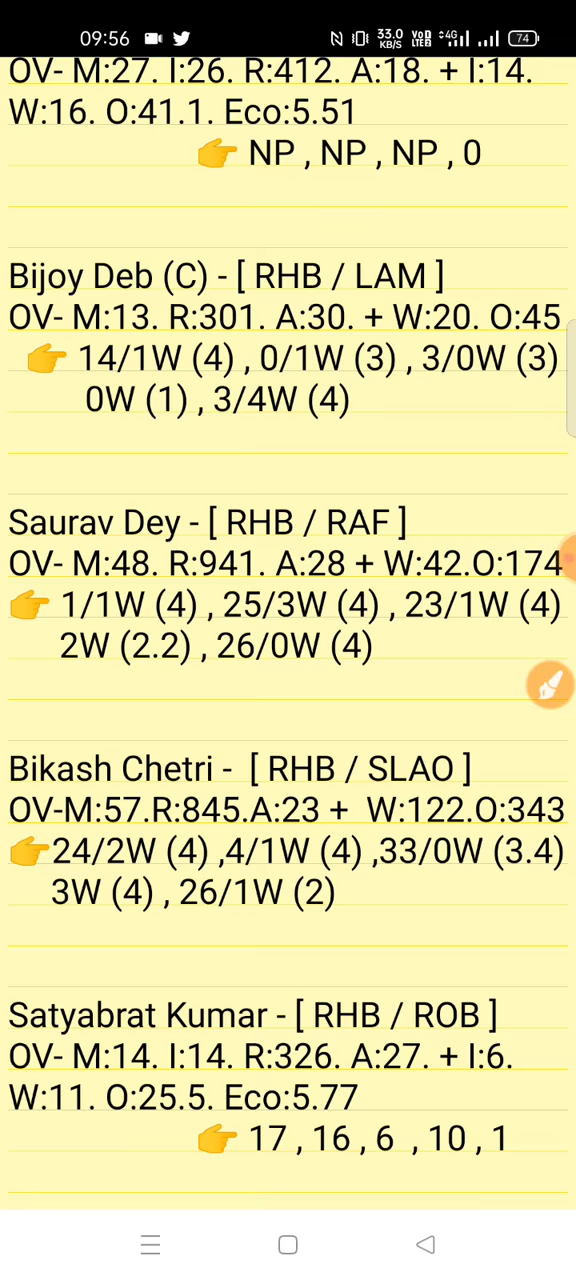 09:56 33.0 KB/S VoD LTE2 4G 74
OV- M:27. I:26. R:412. A:18. + I:14.
W:16. O:41.1. Eco:5.51
👉 NP , NP , NP , 0
Bijoy Deb (C) - [ RHB / LAM ]
OV- M:13. R:301. A:30. + W:20. O:45
👉 14/1W (4) , 0/1W (3) , 3/0W (3)
0W (1) , 3/4W (4)
Saurav Dey - [ RHB / RAF ]
OV- M:48. R:941. A:28 + W:42.O:174
👉 1/1W (4) , 25/3W (4) , 23/1W (4)
2W (2.2) , 26/0W (4)
Bikash Chetri - [ RHB / SLAO ]
OV-M:57.R:845.A:23 + W:122.O:343
👉24/2W (4) ,4/1W (4) ,33/0W (3.4)
3W (4) , 26/1W (2)
Satyabrat Kumar - [ RHB / ROB ]
OV- M:14. I:14. R:326. A:27. + I:6.
W:11. O:25.5. Eco:5.77
👉 17 , 16 , 6 , 10 , 1